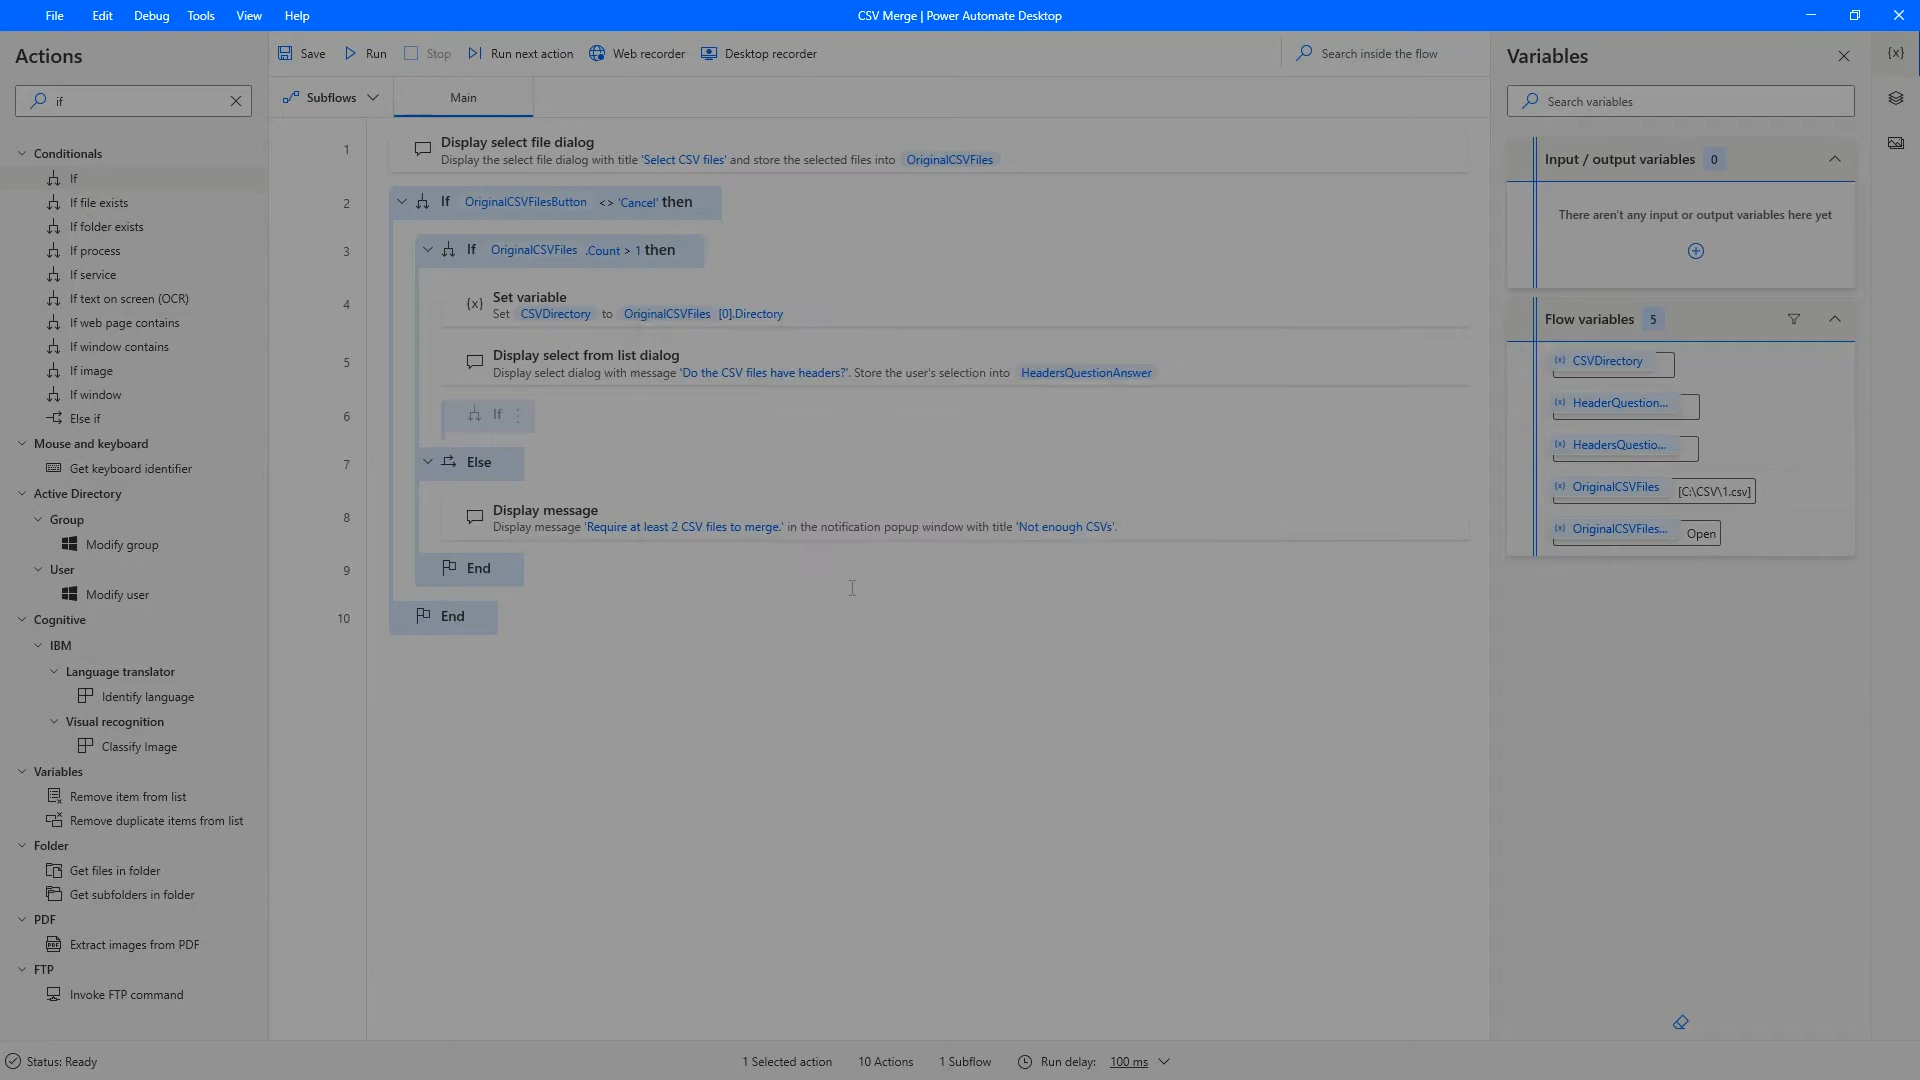 File Edit Debug Tools View Help
CSV Merge | Power Automate Desktop
Actions
if
Conditionals
If
If file exists
If folder exists
If process
If service
If text on screen (OCR)
If web page contains
If window contains
If image
If window
Else if
Mouse and keyboard
Get keyboard identifier
Active Directory
Group
Modify group
User
Modify user
Cognitive
IBM
Language translator
Identify language
Visual recognition
Classify Image
Variables
Remove item from list
Remove duplicate items from list
Folder
Get files in folder
Get subfolders in folder
PDF
Extract images from PDF
FTP
Invoke FTP command
Save Run Stop Run next action Web recorder Desktop recorder
Search inside the flow
Subflows Main
1 Display select file dialog
Display the select file dialog with title 'Select CSV files' and store the selected files into OriginalCSVFiles
2 If OriginalCSVFilesButton <> 'Cancel' then
3 If OriginalCSVFiles .Count > 1 then
4 {x} Set variable
Set CSVDirectory to OriginalCSVFiles [0].Directory
5 Display select from list dialog
Display select dialog with message 'Do the CSV files have headers?'. Store the user's selection into HeadersQuestionAnswer
6 If
7 Else
8 Display message
Display message 'Require at least 2 CSV files to merge.' in the notification popup window with title 'Not enough CSVs'.
9 End
10 End
Variables
{x}
Search variables
Input / output variables 0
There aren't any input or output variables here yet
Flow variables 5
{x} CSVDirectory
{x} HeaderQuestion...
{x} HeadersQuestio...
{x} OriginalCSVFiles [C:\CSV\1.csv]
{x} OriginalCSVFiles... Open
Status: Ready
1 Selected action 10 Actions 1 Subflow Run delay: 100 ms